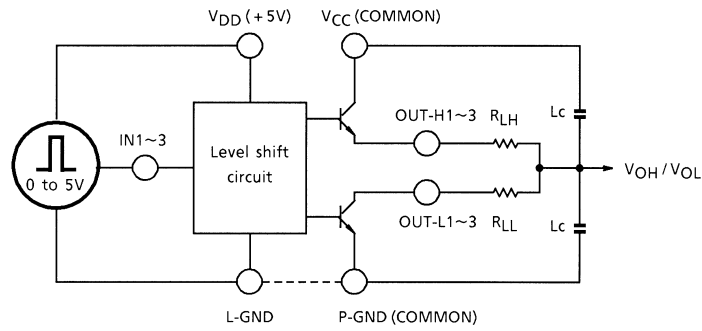 VDD (+5V)
VCC (COMMON)
IN1~3
0 to 5V
Level shift
circuit
OUT-H1~3
RLH
Lc
VOH/VOL
OUT-L1~3
RLL
Lc
L-GND
P-GND (COMMON)